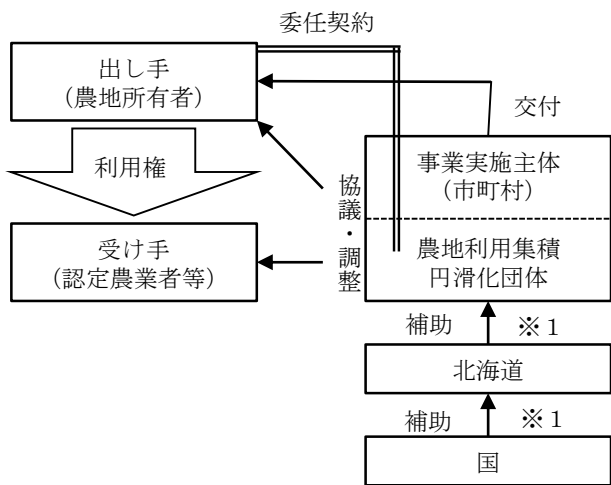 委任契約
出し手
（農地所有者）
交付
利用権
事業実施主体
（市町村）
協議・調整
受け手
（認定農業者等）
農地利用集積
円滑化団体
補助 ※１
北海道
補助 ※１
国